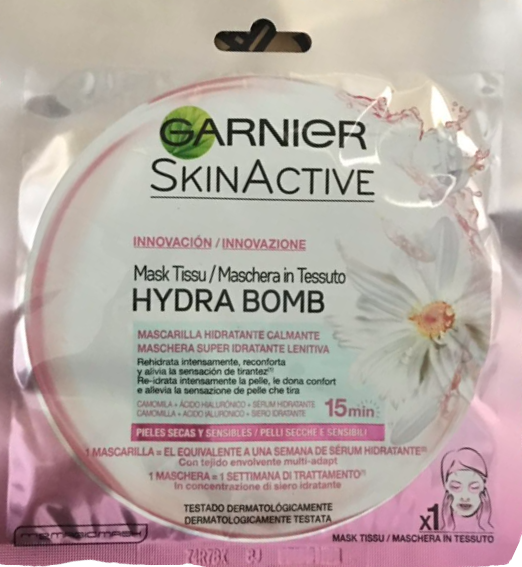 GARNIER
SKINACTIVE
INNOVACIÓN / INNOVAZIONE
Mask Tissu / Maschera in Tessuto
HYDRA BOMB
MASCARILLA HIDRATANTE CALMANTE
MASCHERA SUPER IDRATANTE LENITIVA
Rehidrata intensamente, reconforta
y alivia la sensación de tirantez(1)
Re-idrata intensamente la pelle, le dona confort
e allevia la sensazione de pelle che tira
CAMOMILA + ÁCIDO HIALURÓNICO + SÉRUM HIDRATANTE
CAMOMILLA + ACIDO IALURONICO + SIERO IDRATANTE
15min
PIELES SECAS Y SENSIBLES / PELLI SECCHE E SENSIBILI
1 MASCARILLA = EL EQUIVALENTE A UNA SEMANA DE SÉRUM HIDRATANTE(2)
Con tejido envolvente multi-adapt
1 MASCHERA = 1 SETTIMANA DI TRATTAMENTO(2)
In concentrazione di siero idratante
TESTADO DERMATOLÓGICAMENTE
DERMATOLOGICAMENTE TESTATA
x1
MASK TISSU / MASCHERA IN TESSUTO